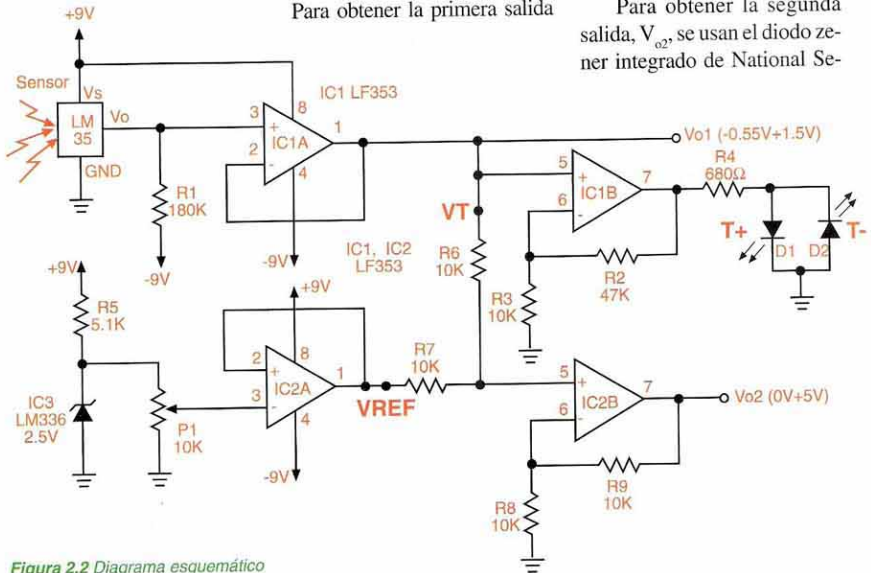 Para obtener la primera salida
Para obtener la segunda
salida, Vo2, se usan el diodo ze-
ner integrado de National Se-
+9V
Sensor
Vs
LM
35
Vo
GND
R1
180K
-9V
3
+
2
-
IC1A
8
1
4
-9V
IC1 LF353
IC1, IC2
LF353
VT
R6
10K
Vo1 (-0.55V+1.5V)
5
+
6
-
IC1B
7
R4
680Ω
T+
D1
D2
T-
R3
10K
R2
47K
+9V
R5
5.1K
IC3
LM336
2.5V
P1
10K
+9V
2
+
3
-
IC2A
8
1
4
-9V
VREF
R7
10K
5
+
6
-
IC2B
7
Vo2 (0V+5V)
R8
10K
R9
10K
Figura 2.2 Diagrama esquemático